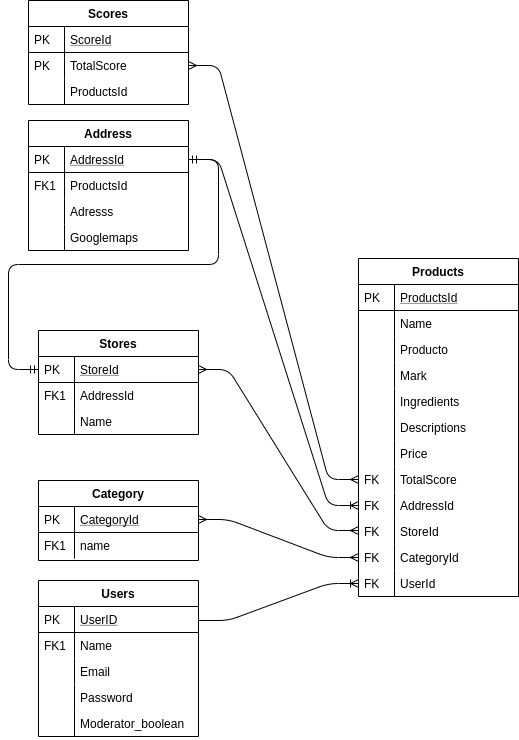 Scores
PK ScoreId
PK TotalScore
ProductsId
Address
PK AddressId
FK1 ProductsId
Adresss
Googlemaps
Stores
PK StoreId
FK1 AddressId
Name
Category
PK CategoryId
FK1 name
Users
PK UserID
FK1 Name
Email
Password
Moderator_boolean
Products
PK ProductsId
Name
Producto
Mark
Ingredients
Descriptions
Price
FK TotalScore
FK AddressId
FK StoreId
FK CategoryId
FK UserId